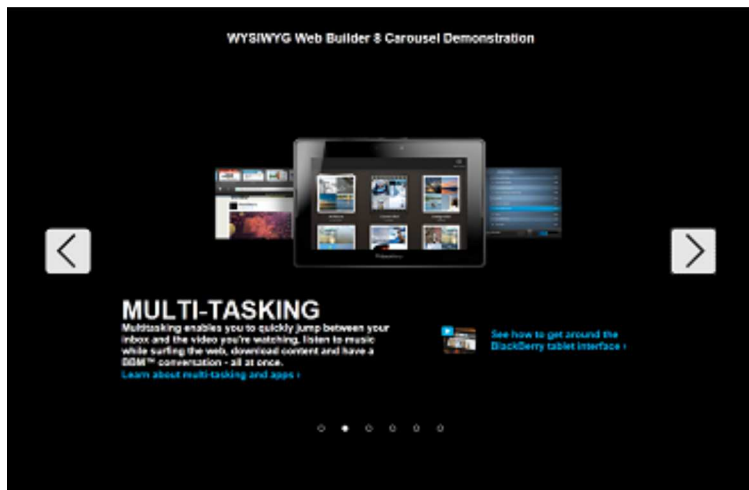 WYSIWYG Web Builder 8 Carousel Demonstration
MULTI-TASKING
Multitasking enables you to quickly jump between your
inbox and the video you're watching, listen to music
while surfing the web, download content and have a
BBM™ conversation - all at once.
Learn about multi-tasking and apps ›
See how to get around the
BlackBerry tablet interface ›